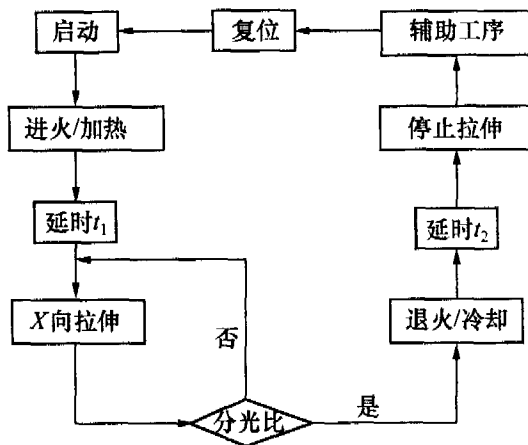 启动
复位
辅助工序
进火/加热
停止拉伸
延时t₁
延时t₂
X向拉伸
否
退火/冷却
分光比
是